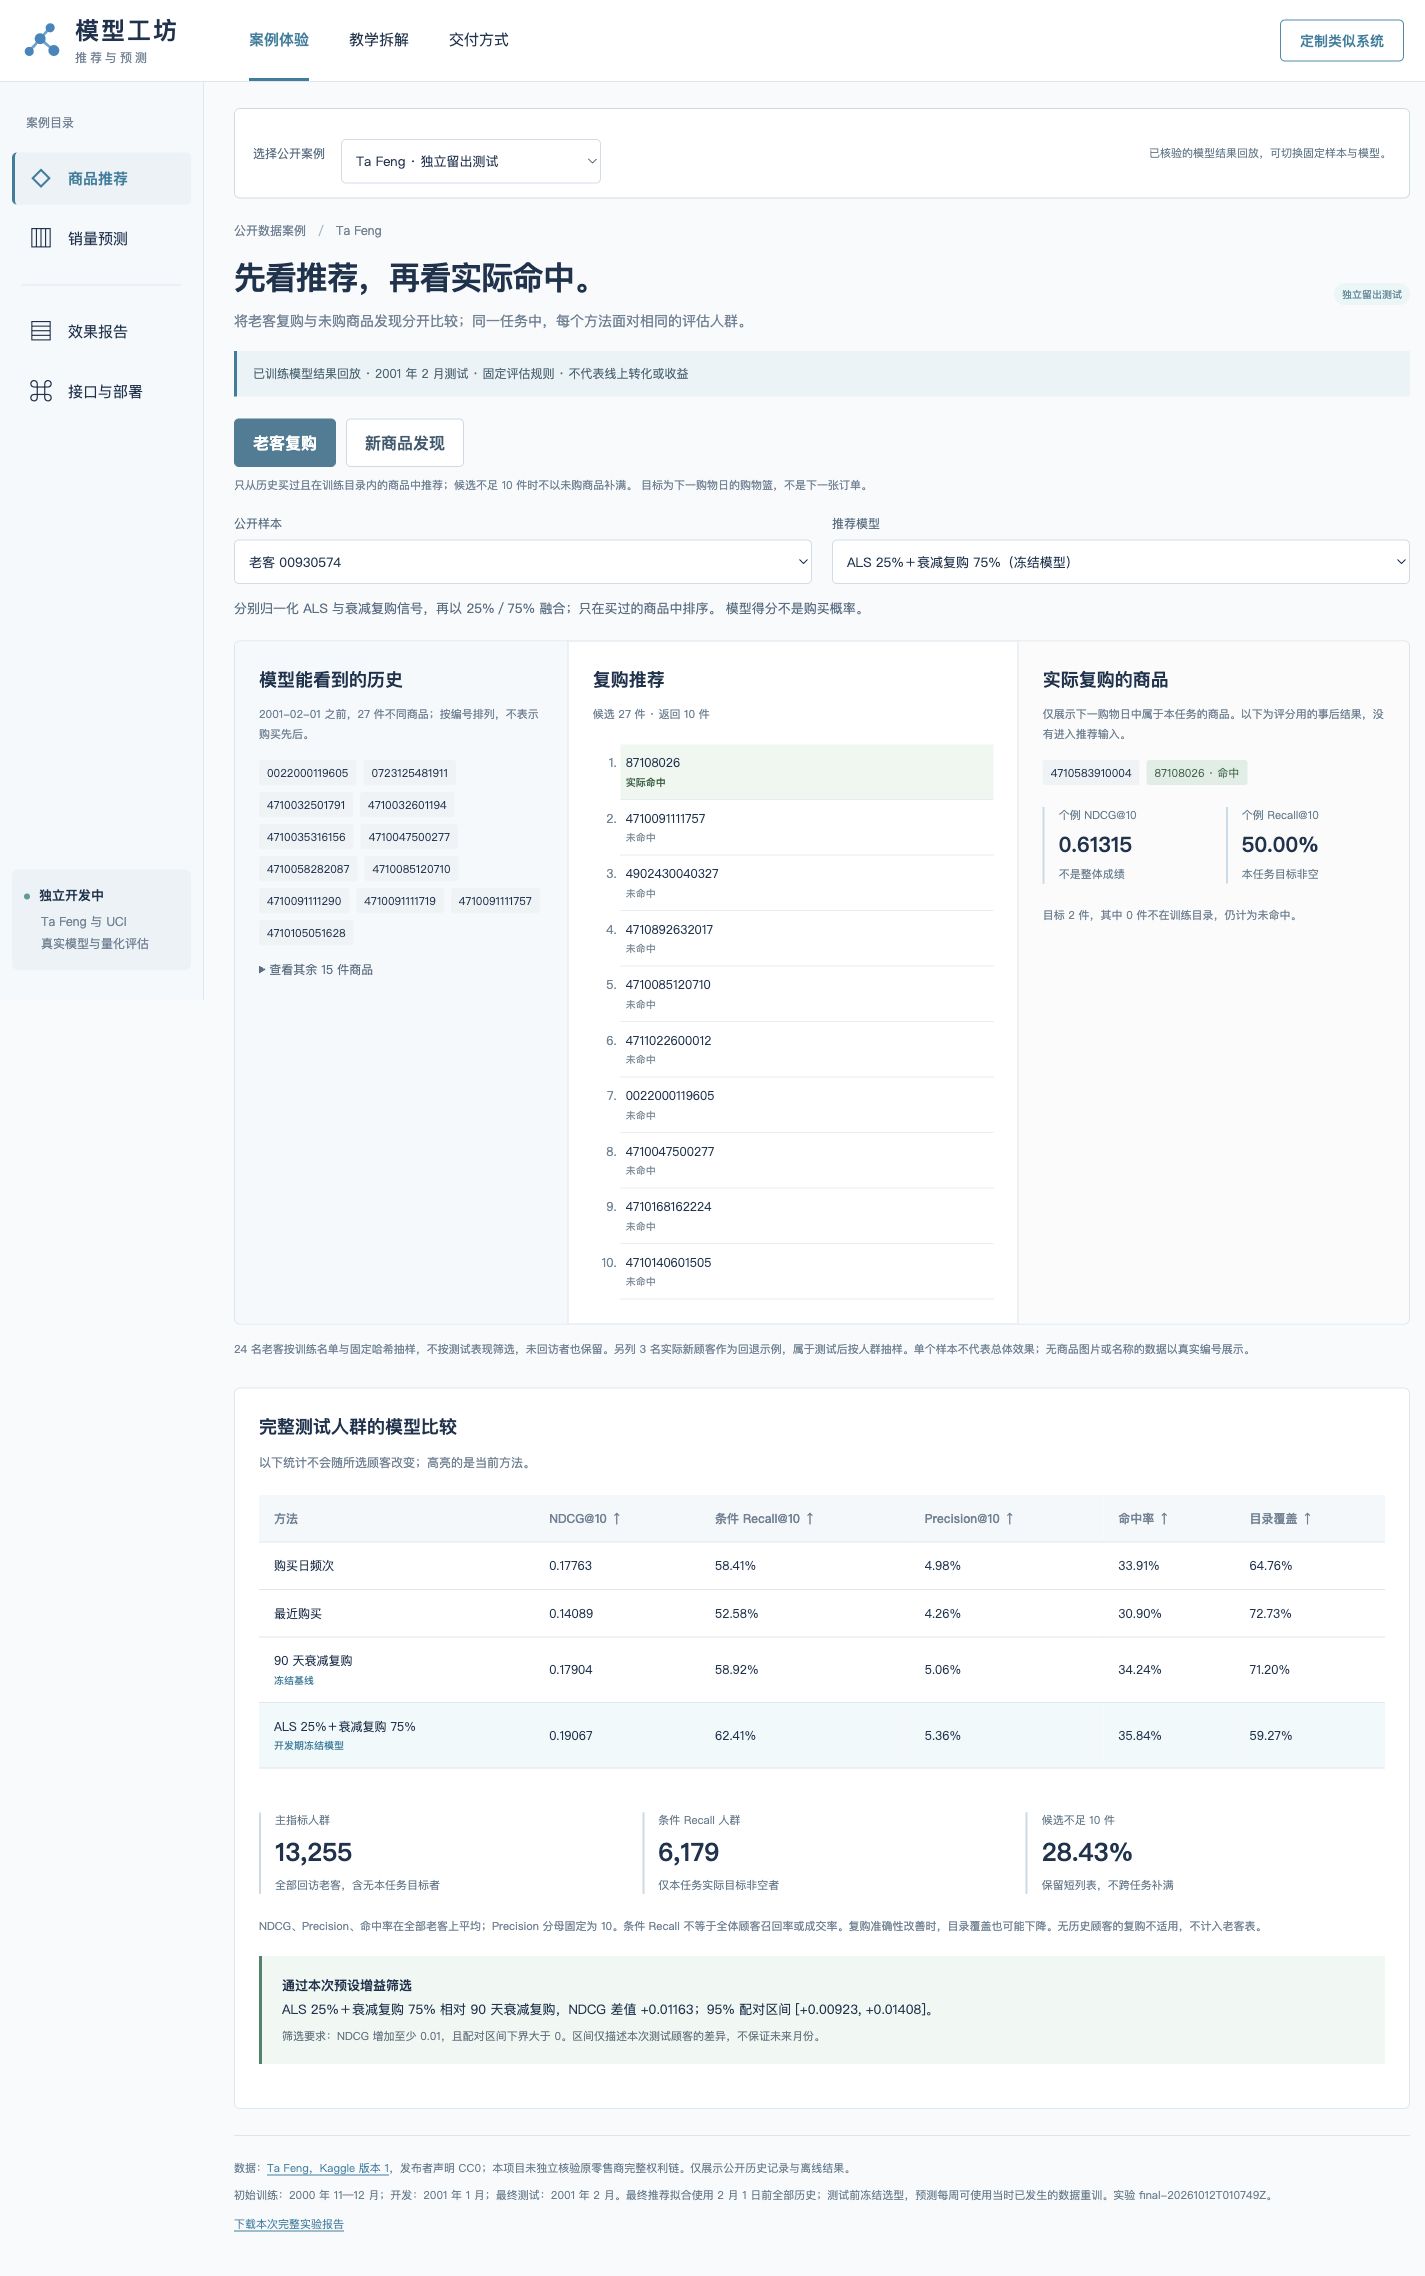 模型工坊
推荐与预测
案例体验
教学拆解
交付方式
定制类似系统
案例目录
商品推荐
销量预测
效果报告
接口与部署
独立开发中
Ta Feng 与 UCI
真实模型与量化评估
选择公开案例
Ta Feng · 独立留出测试
已核验的模型结果回放，可切换固定样本与模型。
公开数据案例 / Ta Feng
先看推荐，再看实际命中。
独立留出测试
将老客复购与未购商品发现分开比较；同一任务中，每个方法面对相同的评估人群。
已训练模型结果回放 · 2001 年 2 月测试 · 固定评估规则 · 不代表线上转化或收益
老客复购
新商品发现
只从历史买过且在训练目录内的商品中推荐；候选不足 10 件时不以未购商品补满。 目标为下一购物日的购物篮，不是下一张订单。
公开样本
老客 00930574
推荐模型
ALS 25%＋衰减复购 75%（冻结模型）
分别归一化 ALS 与衰减复购信号，再以 25% / 75% 融合；只在买过的商品中排序。 模型得分不是购买概率。
模型能看到的历史
2001-02-01 之前，27 件不同商品；按编号排列，不表示
购买先后。
0022000119605 0723125481911
4710032501791 4710032601194
4710035316156 4710047500277
4710058282087 4710085120710
4710091111290 4710091111719 4710091111757
4710105051628
▶ 查看其余 15 件商品
复购推荐
候选 27 件 · 返回 10 件
1. 87108026
实际命中
2. 4710091111757
未命中
3. 4902430040327
未命中
4. 4710892632017
未命中
5. 4710085120710
未命中
6. 4711022600012
未命中
7. 0022000119605
未命中
8. 4710047500277
未命中
9. 4710168162224
未命中
10. 4710140601505
未命中
实际复购的商品
仅展示下一购物日中属于本任务的商品。以下为评分用的事后结果，没
有进入推荐输入。
4710583910004 87108026 · 命中
个例 NDCG@10
0.61315
不是整体成绩
个例 Recall@10
50.00%
本任务目标非空
目标 2 件，其中 0 件不在训练目录，仍计为未命中。
24 名老客按训练名单与固定哈希抽样，不按测试表现筛选，未回访者也保留。另列 3 名实际新顾客作为回退示例，属于测试后按人群抽样。单个样本不代表总体效果；无商品图片或名称的数据以真实编号展示。
完整测试人群的模型比较
以下统计不会随所选顾客改变；高亮的是当前方法。
方法 NDCG@10 ↑ 条件 Recall@10 ↑ Precision@10 ↑ 命中率 ↑ 目录覆盖 ↑
购买日频次 0.17763 58.41% 4.98% 33.91% 64.76%
最近购买 0.14089 52.58% 4.26% 30.90% 72.73%
90 天衰减复购
冻结基线
0.17904 58.92% 5.06% 34.24% 71.20%
ALS 25%＋衰减复购 75%
开发期冻结模型
0.19067 62.41% 5.36% 35.84% 59.27%
主指标人群
13,255
全部回访老客，含无本任务目标者
条件 Recall 人群
6,179
仅本任务实际目标非空者
候选不足 10 件
28.43%
保留短列表，不跨任务补满
NDCG、Precision、命中率在全部老客上平均；Precision 分母固定为 10。条件 Recall 不等于全体顾客召回率或成交率。复购准确性改善时，目录覆盖也可能下降。无历史顾客的复购不适用，不计入老客表。
通过本次预设增益筛选
ALS 25%＋衰减复购 75% 相对 90 天衰减复购，NDCG 差值 +0.01163；95% 配对区间 [+0.00923, +0.01408]。
筛选要求：NDCG 增加至少 0.01，且配对区间下界大于 0。区间仅描述本次测试顾客的差异，不保证未来月份。
数据：Ta Feng，Kaggle 版本 1，发布者声明 CC0；本项目未独立核验原零售商完整权利链。仅展示公开历史记录与离线结果。
初始训练：2000 年 11—12 月；开发：2001 年 1 月；最终测试：2001 年 2 月。最终推荐拟合使用 2 月 1 日前全部历史；测试前冻结选型，预测每周可使用当时已发生的数据重训。实验 final-20261012T010749Z。
下载本次完整实验报告